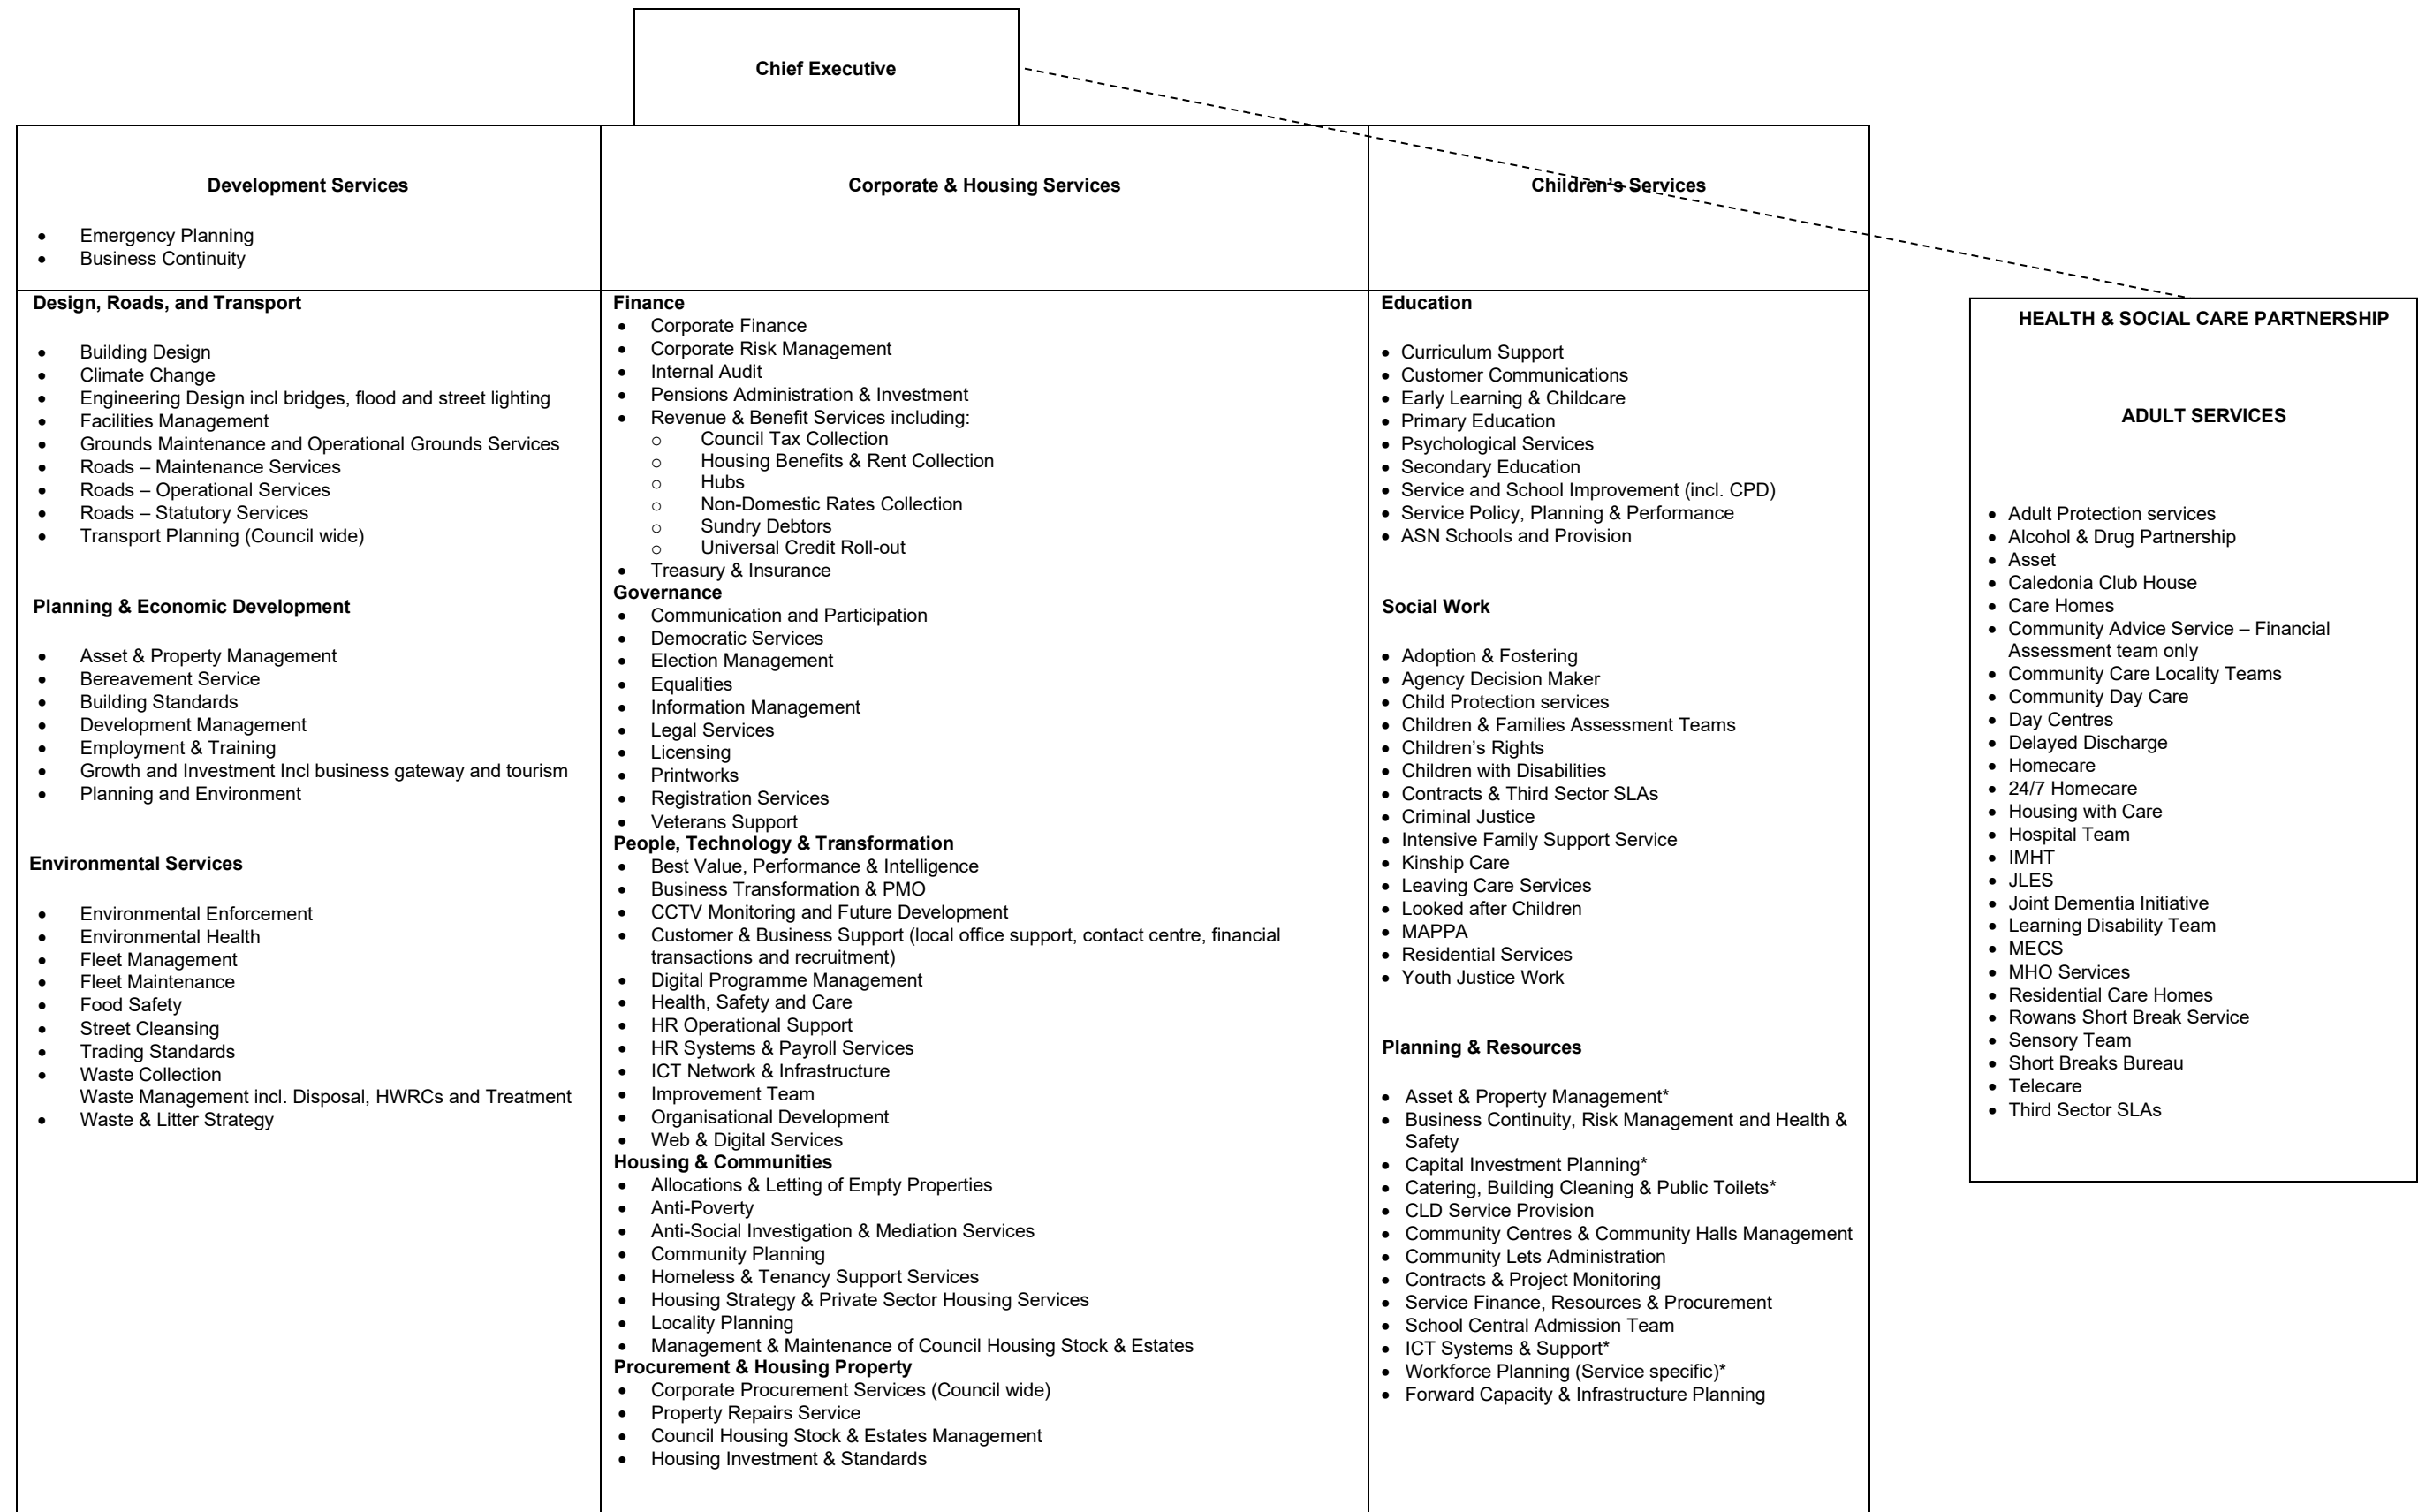 Chief Executive
Development Services
• Emergency Planning
• Business Continuity
Corporate & Housing Services
Children's Services
Design, Roads, and Transport
• Building Design
• Climate Change
• Engineering Design incl bridges, flood and street lighting
• Facilities Management
• Grounds Maintenance and Operational Grounds Services
• Roads – Maintenance Services
• Roads – Operational Services
• Roads – Statutory Services
• Transport Planning (Council wide)
Planning & Economic Development
• Asset & Property Management
• Bereavement Service
• Building Standards
• Development Management
• Employment & Training
• Growth and Investment Incl business gateway and tourism
• Planning and Environment
Environmental Services
• Environmental Enforcement
• Environmental Health
• Fleet Management
• Fleet Maintenance
• Food Safety
• Street Cleansing
• Trading Standards
• Waste Collection
Waste Management incl. Disposal, HWRCs and Treatment
• Waste & Litter Strategy
Finance
• Corporate Finance
• Corporate Risk Management
• Internal Audit
• Pensions Administration & Investment
• Revenue & Benefit Services including:
o Council Tax Collection
o Housing Benefits & Rent Collection
o Hubs
o Non-Domestic Rates Collection
o Sundry Debtors
o Universal Credit Roll-out
• Treasury & Insurance
Governance
• Communication and Participation
• Democratic Services
• Election Management
• Equalities
• Information Management
• Legal Services
• Licensing
• Printworks
• Registration Services
• Veterans Support
People, Technology & Transformation
• Best Value, Performance & Intelligence
• Business Transformation & PMO
• CCTV Monitoring and Future Development
• Customer & Business Support (local office support, contact centre, financial
transactions and recruitment)
• Digital Programme Management
• Health, Safety and Care
• HR Operational Support
• HR Systems & Payroll Services
• ICT Network & Infrastructure
• Improvement Team
• Organisational Development
• Web & Digital Services
Housing & Communities
• Allocations & Letting of Empty Properties
• Anti-Poverty
• Anti-Social Investigation & Mediation Services
• Community Planning
• Homeless & Tenancy Support Services
• Housing Strategy & Private Sector Housing Services
• Locality Planning
• Management & Maintenance of Council Housing Stock & Estates
Procurement & Housing Property
• Corporate Procurement Services (Council wide)
• Property Repairs Service
• Council Housing Stock & Estates Management
• Housing Investment & Standards
Education
• Curriculum Support
• Customer Communications
• Early Learning & Childcare
• Primary Education
• Psychological Services
• Secondary Education
• Service and School Improvement (incl. CPD)
• Service Policy, Planning & Performance
• ASN Schools and Provision
Social Work
• Adoption & Fostering
• Agency Decision Maker
• Child Protection services
• Children & Families Assessment Teams
• Children's Rights
• Children with Disabilities
• Contracts & Third Sector SLAs
• Criminal Justice
• Intensive Family Support Service
• Kinship Care
• Leaving Care Services
• Looked after Children
• MAPPA
• Residential Services
• Youth Justice Work
Planning & Resources
• Asset & Property Management*
• Business Continuity, Risk Management and Health &
Safety
• Capital Investment Planning*
• Catering, Building Cleaning & Public Toilets*
• CLD Service Provision
• Community Centres & Community Halls Management
• Community Lets Administration
• Contracts & Project Monitoring
• Service Finance, Resources & Procurement
• School Central Admission Team
• ICT Systems & Support*
• Workforce Planning (Service specific)*
• Forward Capacity & Infrastructure Planning
HEALTH & SOCIAL CARE PARTNERSHIP
ADULT SERVICES
• Adult Protection services
• Alcohol & Drug Partnership
• Asset
• Caledonia Club House
• Care Homes
• Community Advice Service – Financial
Assessment team only
• Community Care Locality Teams
• Community Day Care
• Day Centres
• Delayed Discharge
• Homecare
• 24/7 Homecare
• Housing with Care
• Hospital Team
• IMHT
• JLES
• Joint Dementia Initiative
• Learning Disability Team
• MECS
• MHO Services
• Residential Care Homes
• Rowans Short Break Service
• Sensory Team
• Short Breaks Bureau
• Telecare
• Third Sector SLAs